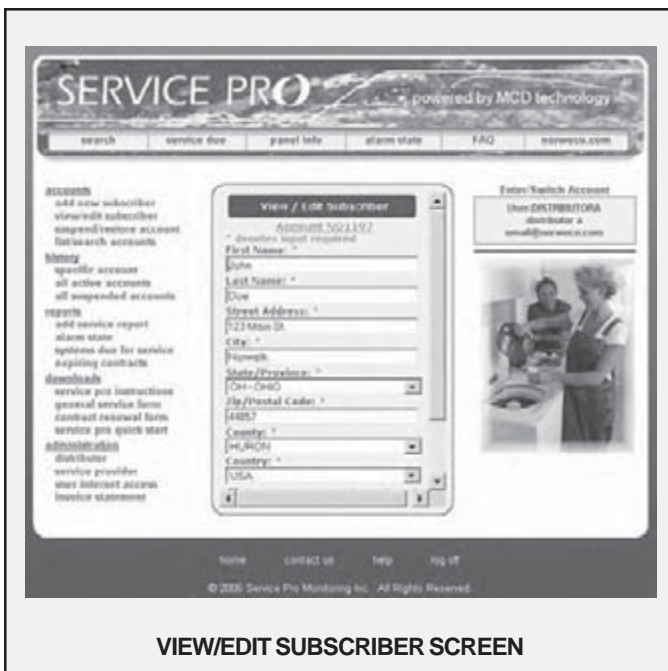 SERVICE PRO powered by MCD technology
search service due panel info alarm state FAQ norweco.com
accounts
add new subscriber
view/edit subscriber
suspend/restore account
list/search accounts
history
specific account
all active accounts
all suspended accounts
reports
add service report
alarm state
systems due for service
expiring contracts
downloads
service pro instructions
general service form
contract renewal form
service pro quick start
administration
distributor
service provider
user internet access
invoice statement
View / Edit Subscriber
Account NO1197
* denotes input required
First Name: *
John
Last Name: *
Doe
Street Address: *
123 Main St.
City: *
Norwalk
State/Province: *
OH-OHIO
Zip/Postal Code: *
44857
County: *
HURON
Country: *
USA
Enter/Switch Account
User:DISTRIBUTORA
distributor a
email@norweco.com
home contact us help log off
© 2006 Service Pro Monitoring Inc. All Rights Reserved.
VIEW/EDIT SUBSCRIBER SCREEN